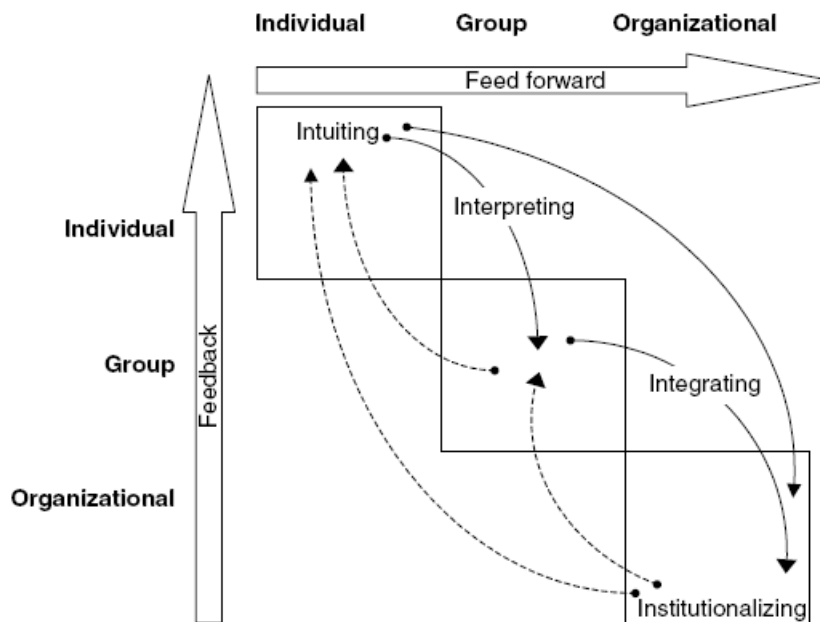 Individual Group Organizational
Feed forward
Intuiting
Interpreting
Individual
Group
Feedback
Integrating
Organizational
Institutionalizing